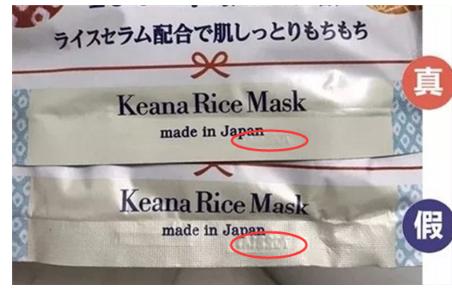 ライスセラム配合で肌しっとりもちもち
真
Keana Rice Mask
made in Japan
Keana Rice Mask
made in Japan
假